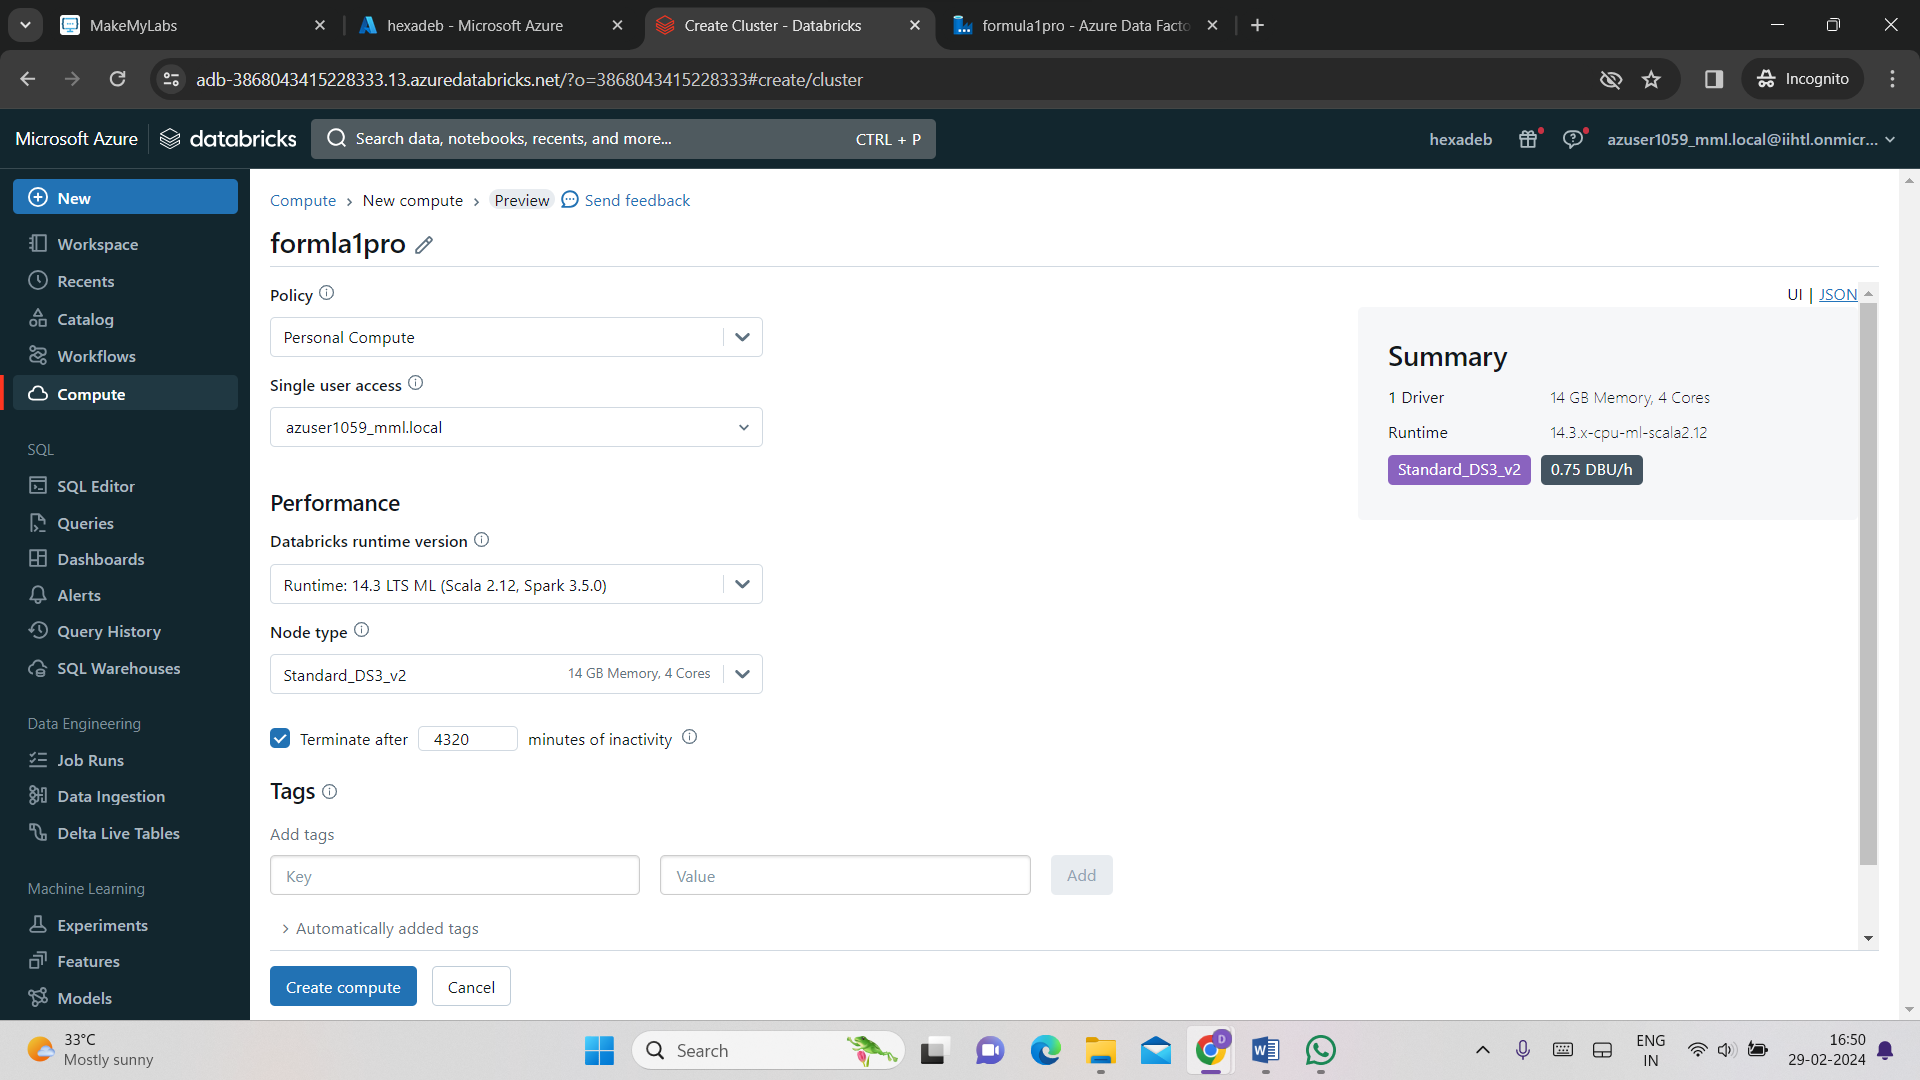 MakeMyLabs
hexadeb - Microsoft Azure
Create Cluster - Databricks
formula1pro - Azure Data Facto
adb-3868043415228333.13.azuredatabricks.net/?o=3868043415228333#create/cluster
Incognito
Microsoft Azure
databricks
Search data, notebooks, recents, and more...
CTRL + P
hexadeb
azuser1059_mml.local@iihtl.onmicr...
New
Workspace
Recents
Catalog
Workflows
Compute
SQL
SQL Editor
Queries
Dashboards
Alerts
Query History
SQL Warehouses
Data Engineering
Job Runs
Data Ingestion
Delta Live Tables
Machine Learning
Experiments
Features
Models
Compute > New compute > Preview Send feedback
formla1pro
UI | JSON
Policy
Personal Compute
Single user access
azuser1059_mml.local
Performance
Databricks runtime version
Runtime: 14.3 LTS ML (Scala 2.12, Spark 3.5.0)
Node type
Standard_DS3_v2 14 GB Memory, 4 Cores
Terminate after 4320 minutes of inactivity
Tags
Add tags
Key
Value
Add
Automatically added tags
Create compute
Cancel
Summary
1 Driver 14 GB Memory, 4 Cores
Runtime 14.3.x-cpu-ml-scala2.12
Standard_DS3_v2 0.75 DBU/h
33°C
Mostly sunny
Search
D
ENG
IN
16:50
29-02-2024